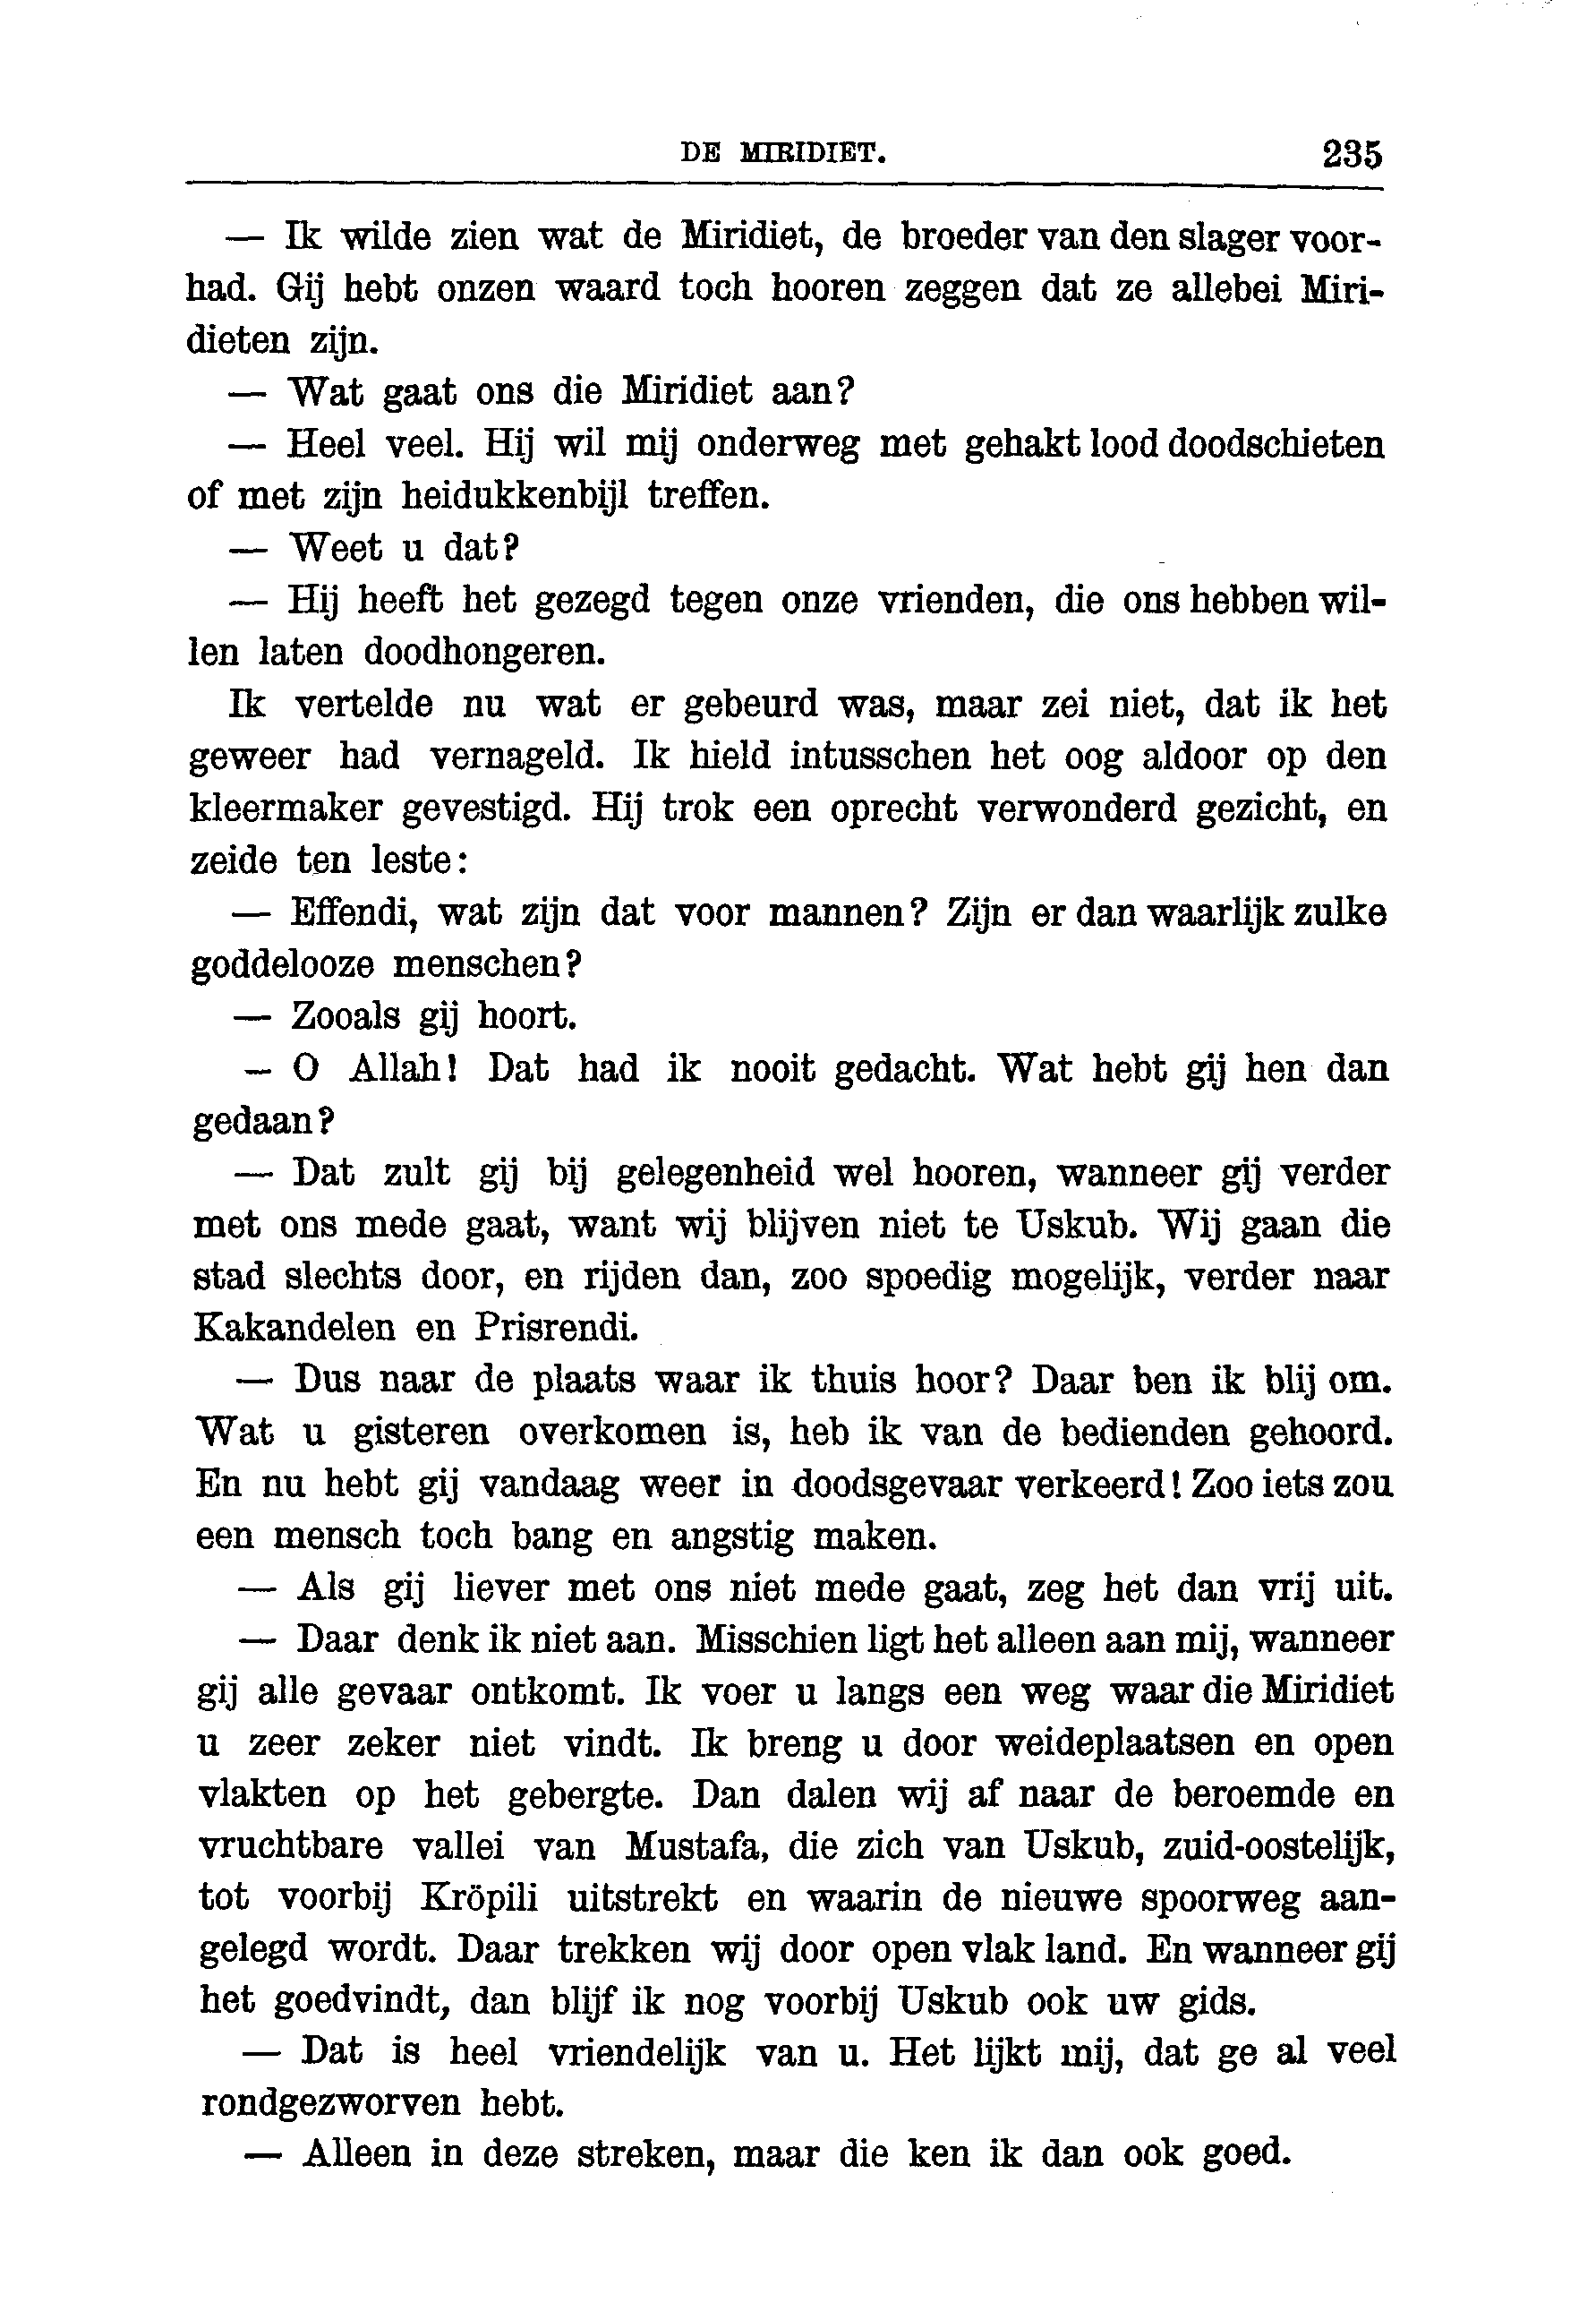 DE MIRIDIET. 235
— Ik wilde zien wat de Miridiet, de broeder van den slager voor-
had. Gij hebt onzen waard toch hooren zeggen dat ze allebei Miri-
dieten zijn.
— Wat gaat ons die Miridiet aan?
— Heel veel. Hij wil mij onderweg met gehakt lood doodschieten
of met zijn heidukkenbijl treffen.
— Weet u dat?
— Hij heeft het gezegd tegen onze vrienden, die ons hebben wil-
len laten doodhongeren.
Ik vertelde nu wat er gebeurd was, maar zei niet, dat ik het
geweer had vernageld. Ik hield intusschen het oog aldoor op den
kleermaker gevestigd. Hij trok een oprecht verwonderd gezicht, en
zeide ten leste:
— Effendi, wat zijn dat voor mannen? Zijn er dan waarlijk zulke
goddelooze menschen?
— Zooals gij hoort.
— O Allah! Dat had ik nooit gedacht. Wat hebt gij hen dan
gedaan?
— Dat zult gij bij gelegenheid wel hooren, wanneer gij verder
met ons mede gaat, want wij blijven niet te Uskub. Wij gaan die
stad slechts door, en rijden dan, zoo spoedig mogelijk, verder naar
Kakandelen en Prisrendi.
— Dus naar de plaats waar ik thuis hoor? Daar ben ik blij om.
Wat u gisteren overkomen is, heb ik van de bedienden gehoord.
En nu hebt gij vandaag weer in doodsgevaar verkeerd! Zoo iets zou
een mensch toch bang en angstig maken.
— Als gij liever met ons niet mede gaat, zeg het dan vrij uit.
— Daar denk ik niet aan. Misschien ligt het alleen aan mij, wanneer
gij alle gevaar ontkomt. Ik voer u langs een weg waar die Miridiet
u zeer zeker niet vindt. Ik breng u door weideplaatsen en open
vlakten op het gebergte. Dan dalen wij af naar de beroemde en
vruchtbare vallei van Mustafa, die zich van Uskub, zuid-oostelijk,
tot voorbij Kröpili uitstrekt en waarin de nieuwe spoorweg aan-
gelegd wordt. Daar trekken wij door open vlak land. En wanneer gij
het goedvindt, dan blijf ik nog voorbij Uskub ook uw gids.
— Dat is heel vriendelijk van u. Het lijkt mij, dat ge al veel
rondgezworven hebt.
— Alleen in deze streken, maar die ken ik dan ook goed.